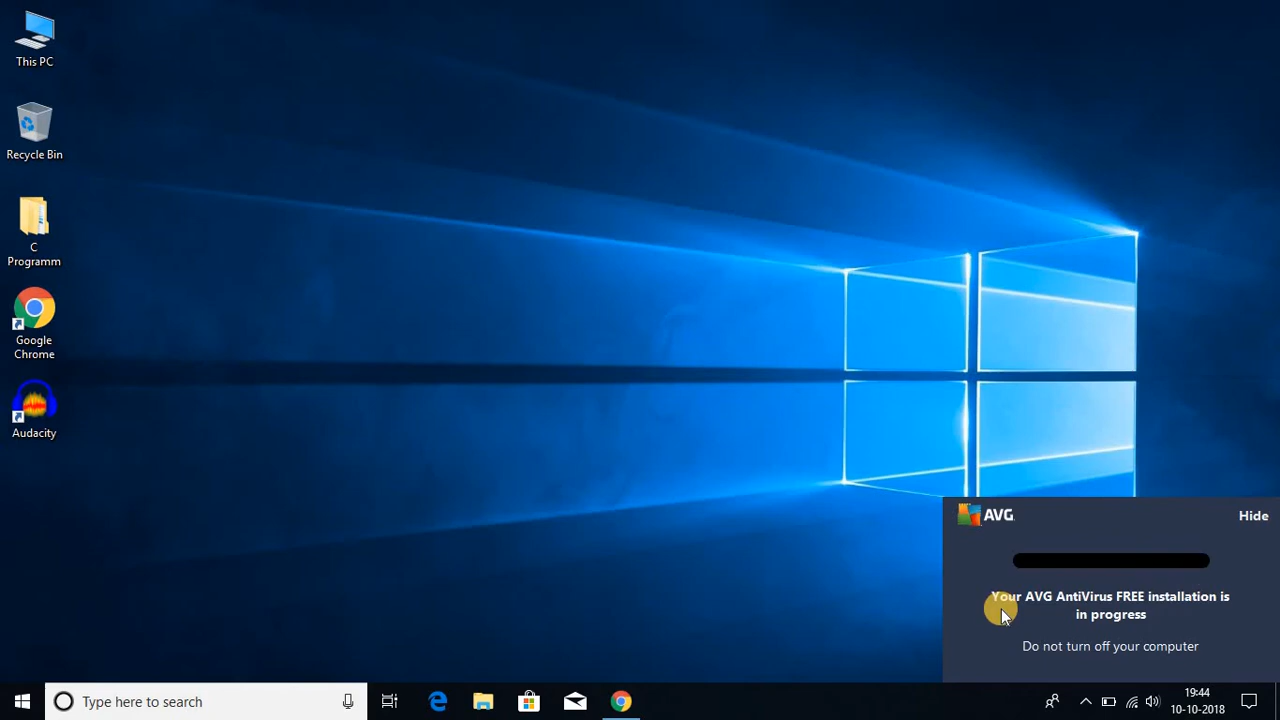 This PC
Recycle Bin
C
Programm
Google
Chrome
Audacity
AVG
Hide
Your AVG AntiVirus FREE installation is
in progress
Do not turn off your computer
Type here to search
19:44
10-10-2018